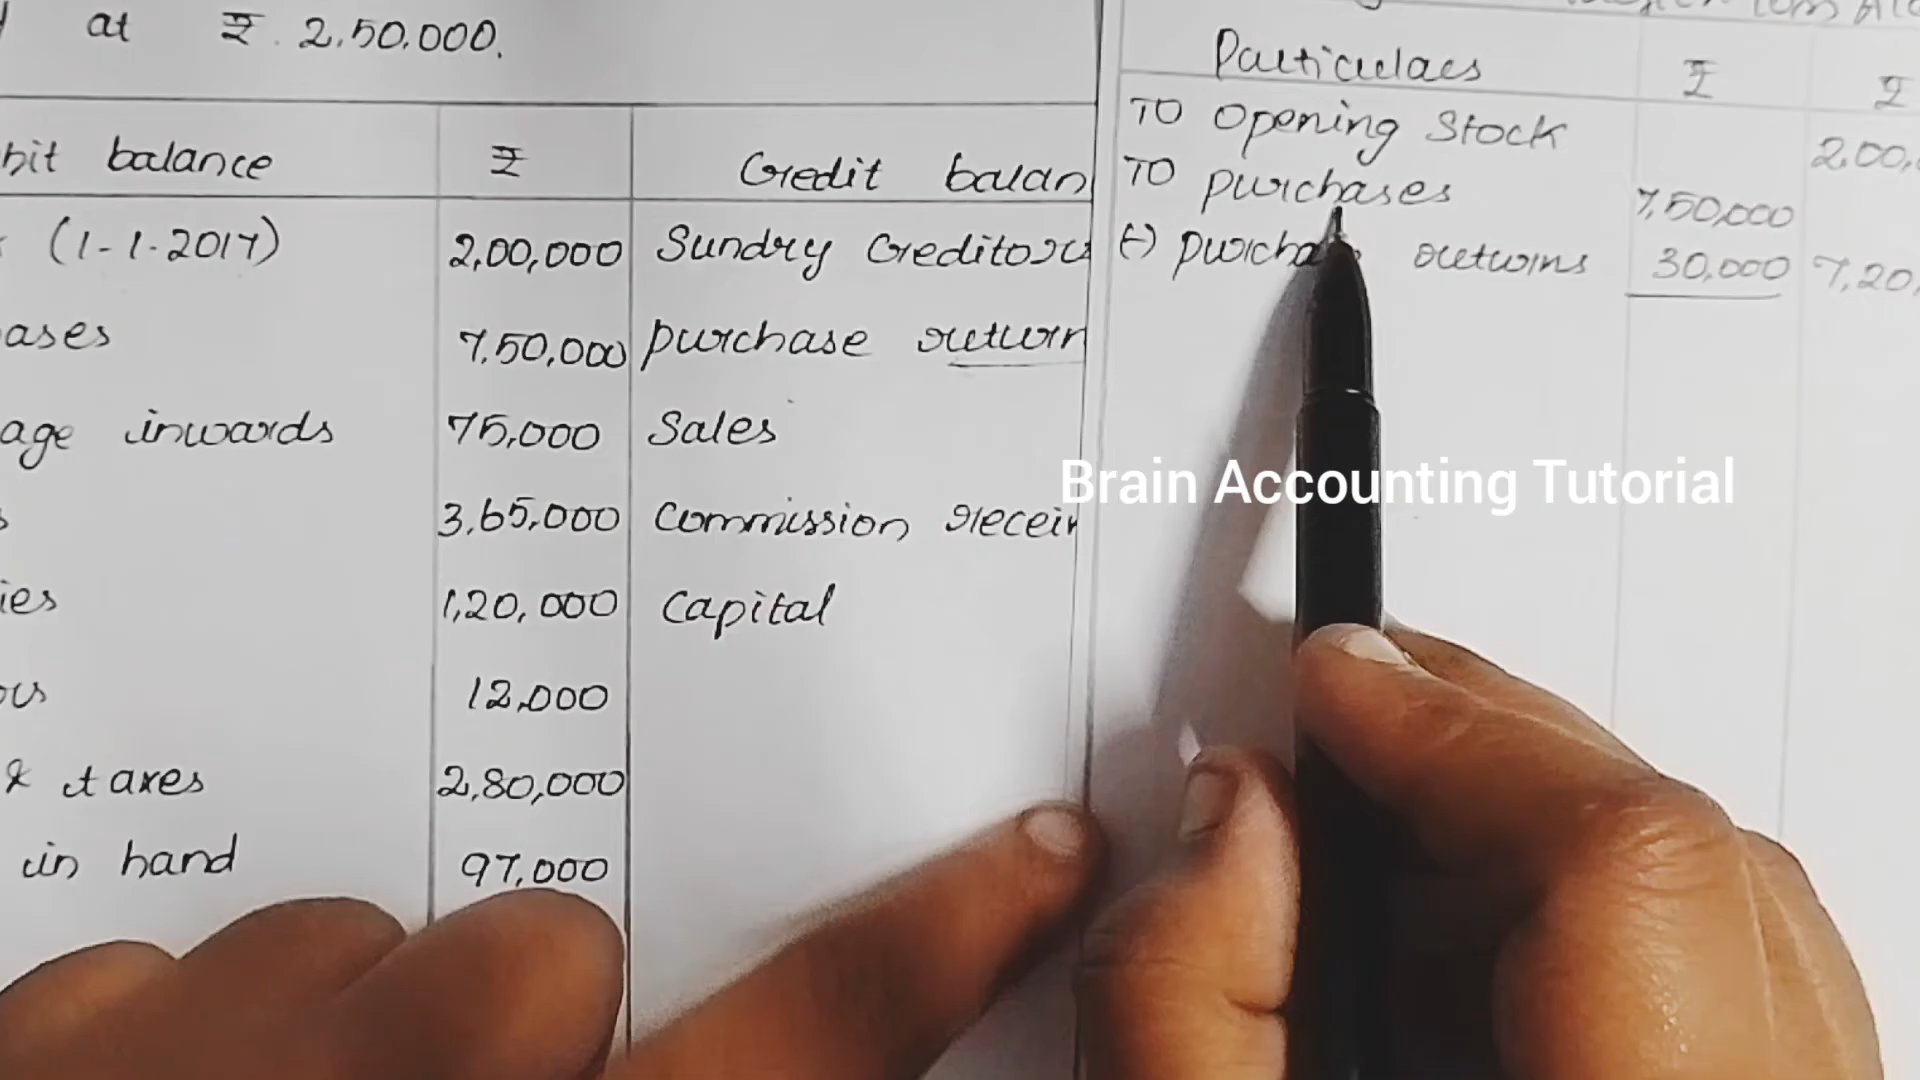 at ₹. 2,50,000.
bit balance ₹ Credit balan
(1-1-2017) 2,00,000 Sundry Creditors
ases 7,50,000 purchase return
age inwards 75,000 Sales
s 3,65,000 Commission recei
ies 1,20,000 Capital
ors 12,000
& taxes 2,80,000
in hand 97,000
Particulars ₹ ₹
TO Opening Stock 2,00,
TO purchases 7,50,000
(-) purcha returns 30,000 7,20,
Brain Accounting Tutorial